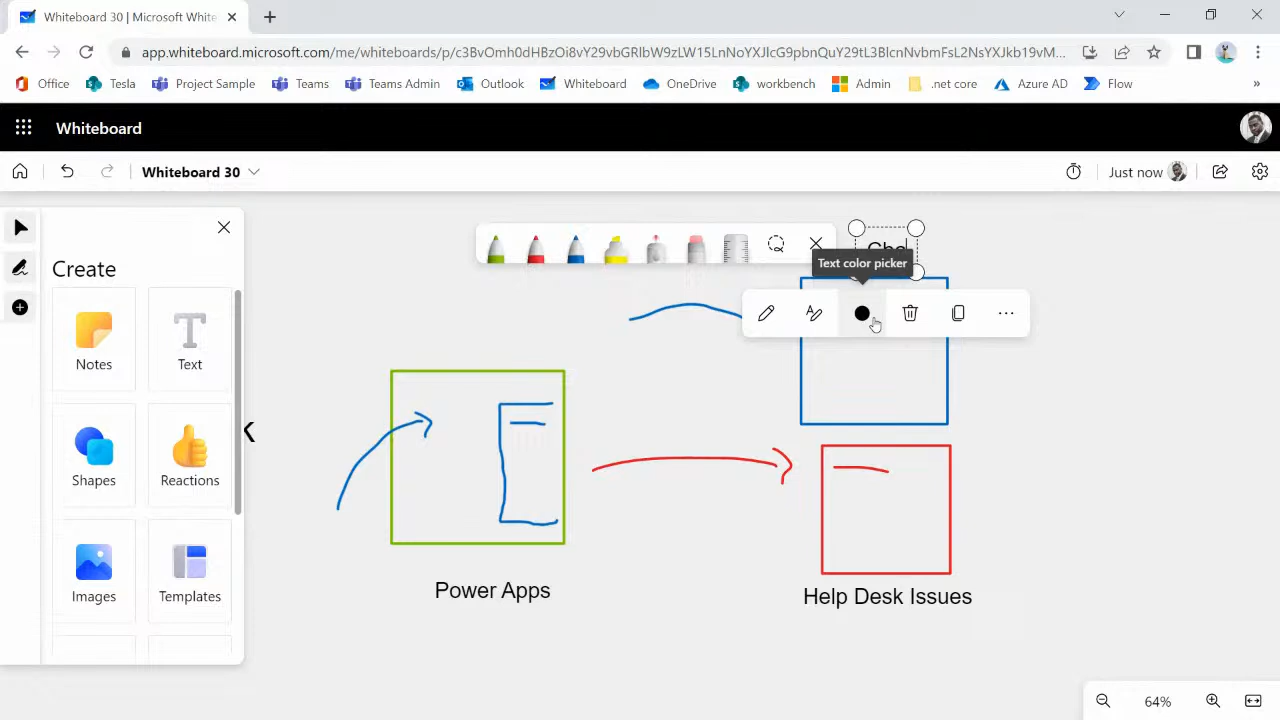 Whiteboard 30 | Microsoft White
app.whiteboard.microsoft.com/me/whiteboards/p/c3BvOmh0dHBzOi8vY29vbGRlbW9zLW15LnNoYXJlcG9pbnQuY29tL3BlcnNvbmFsL2NsYXJkb19vM...
Office
Tesla
Project Sample
Teams
Teams Admin
Outlook
Whiteboard
OneDrive
workbench
Admin
.net core
Azure AD
Flow
»
Whiteboard
Whiteboard 30
Just now
Create
Notes
Text
Shapes
Reactions
Images
Templates
Text color picker
Power Apps
Help Desk Issues
64%